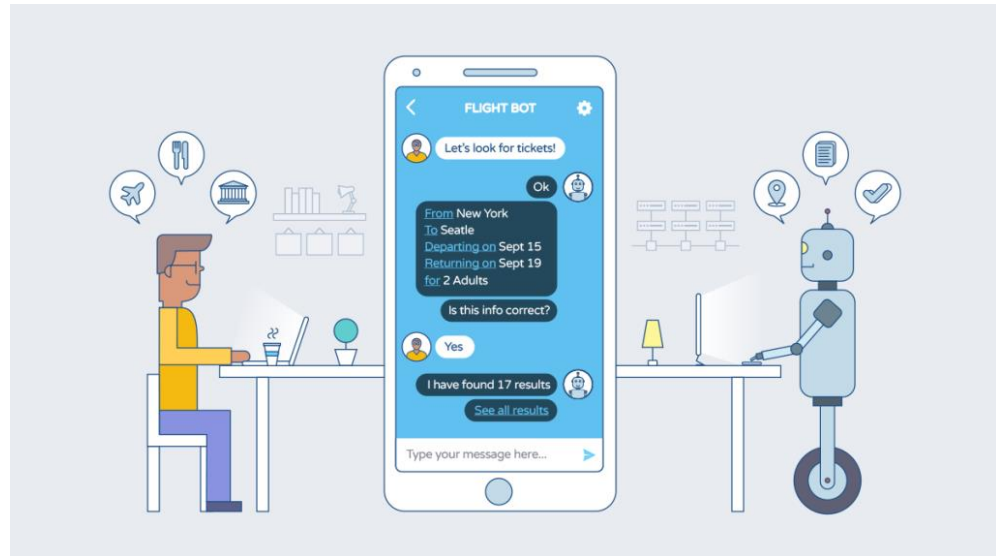 FLIGHT BOT
Let's look for tickets!
Ok
From New York
To Seatle
Departing on Sept 15
Returning on Sept 19
for 2 Adults
Is this info correct?
Yes
I have found 17 results
See all results
Type your message here...